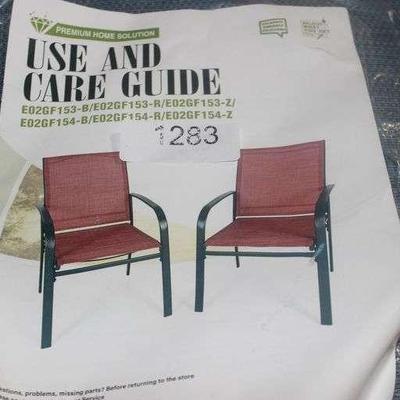 PREMIUM HOME SOLUTION
USE AND
CARE GUIDE
E02GF153-B/E02GF153-R/E02GF153-Z/
E02GF154-B/E02GF154-R/E02GF154-Z
1283
problems, missing parts? Before returning to the store
Service